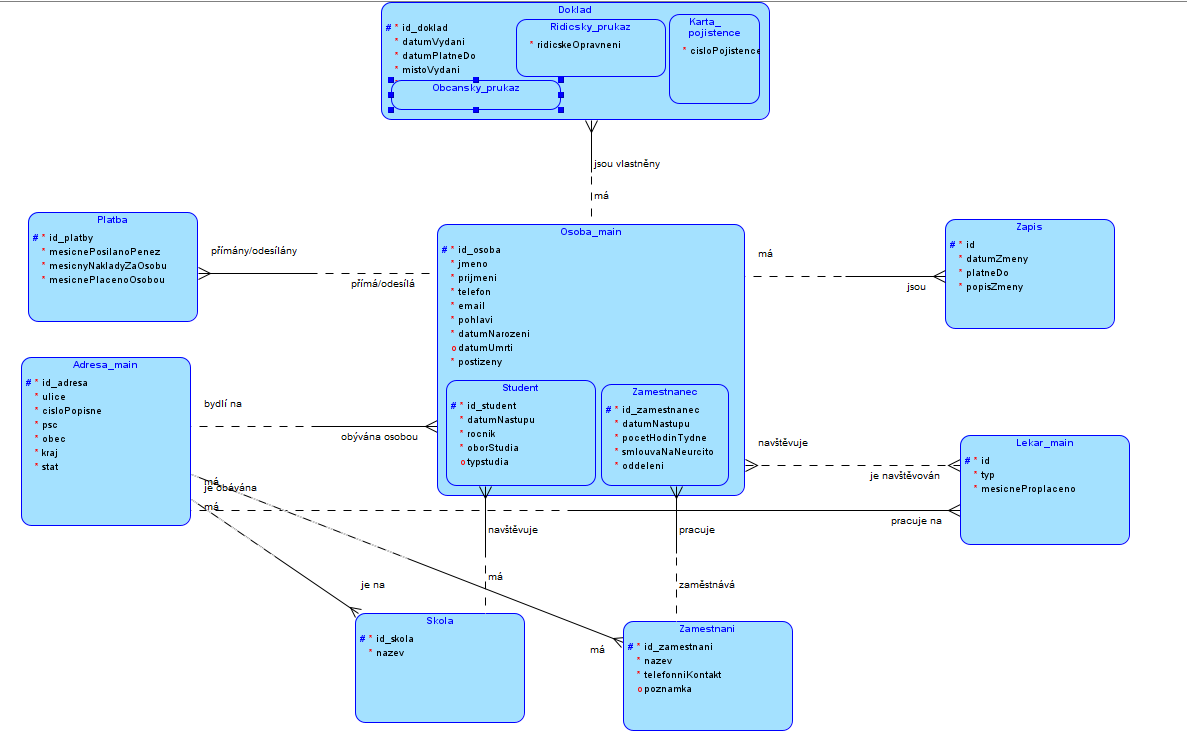 Doklad
# * id_doklad
* datumVydani
* datumPlatneDo
* mistoVydani
Ridicsky_prukaz
* ridicskeOpravneni
Karta_
pojistence
* cisloPojistence
Obcansky_prukaz
jsou vlastněny
má
Platba
# * id_platby
* mesicnePosilanoPenez
* mesicnyNakladyZaOsobu
* mesicnePlacenoOsobou
přímány/odesílány
přímá/odesílá
Osoba_main
# * id_osoba
* jmeno
* prijmeni
* telefon
* email
* pohlavi
* datumNarozeni
o datumUmrti
* postizeny
Student
# * id_student
* datumNastupu
* rocnik
* oborStudia
o typstudia
Zamestnanec
# * id_zamestnanec
* datumNastupu
* pocetHodinTydne
* smlouvaNaNeurcito
* oddeleni
má
jsou
Zapis
# * id
* datumZmeny
* platneDo
* popisZmeny
Adresa_main
# * id_adresa
* ulice
* cisloPopisne
* psc
* obec
* kraj
* stat
bydlí na
obývána osobou
má
je obávána
má
navštěvuje
je navštěvován
Lekar_main
# * id
* typ
* mesicneProplaceno
pracuje na
navštěvuje
má
pracuje
zaměstnává
je na
má
Skola
# * id_skola
* nazev
Zamestnani
# * id_zamestnani
* nazev
* telefonniKontakt
o poznamka